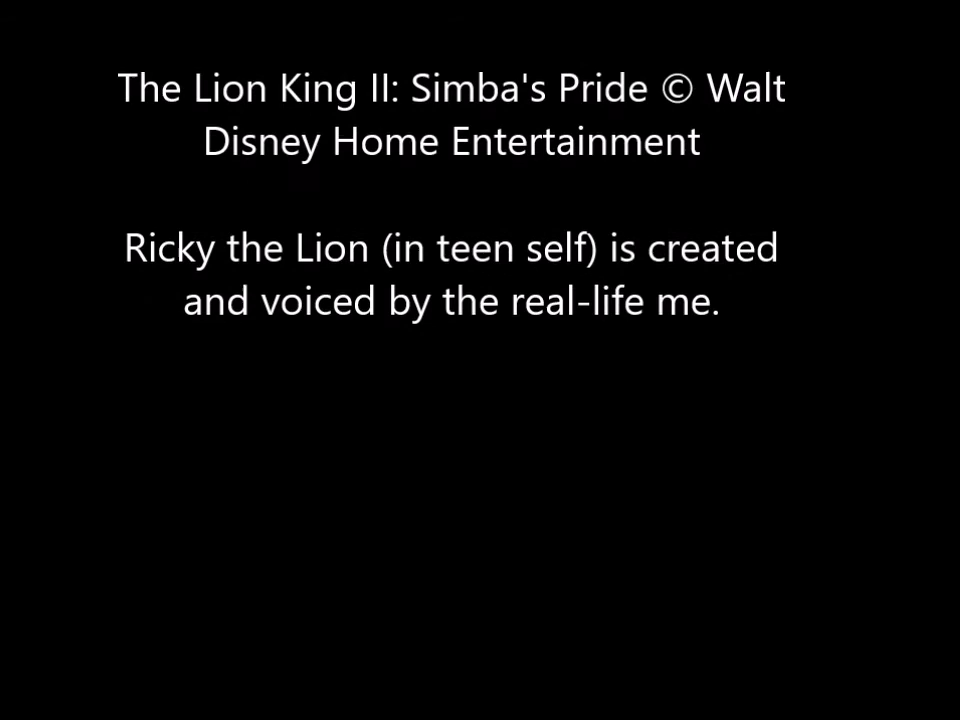 The Lion King II: Simba's Pride © Walt
Disney Home Entertainment
Ricky the Lion (in teen self) is created
and voiced by the real-life me.